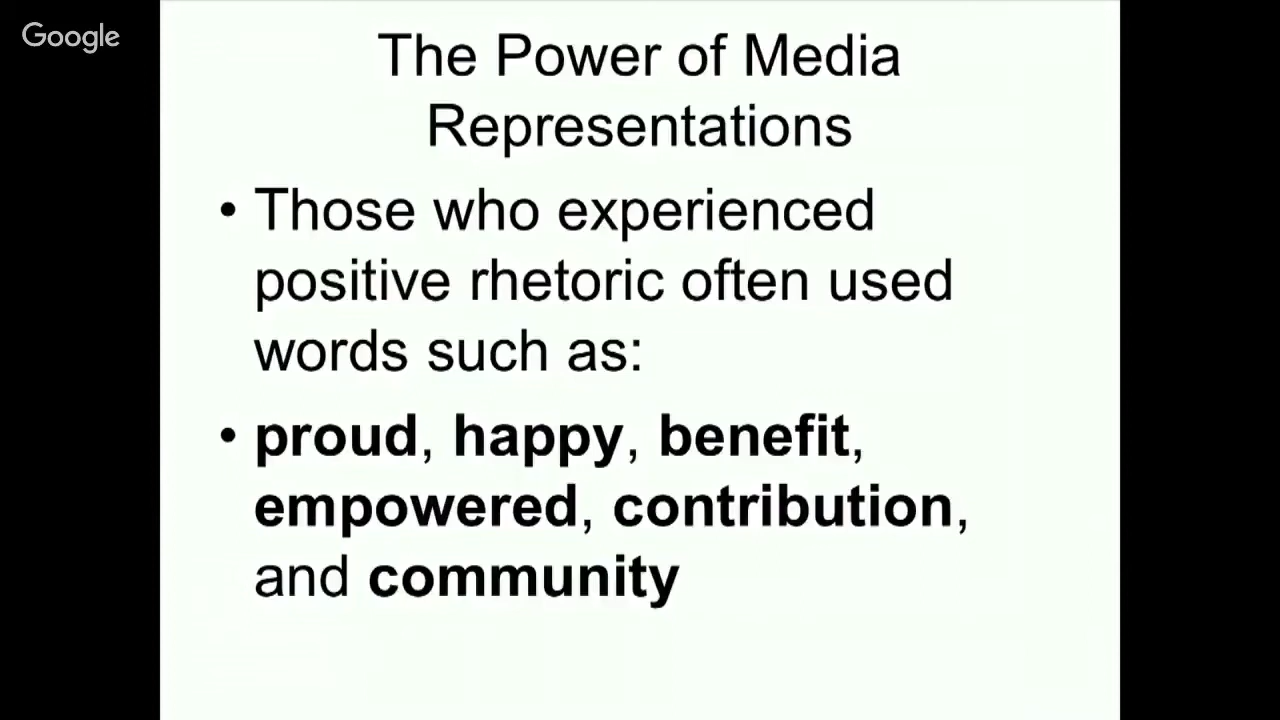 Google
The Power of Media
Representations
• Those who experienced
positive rhetoric often used
words such as:
• proud, happy, benefit,
empowered, contribution,
and community